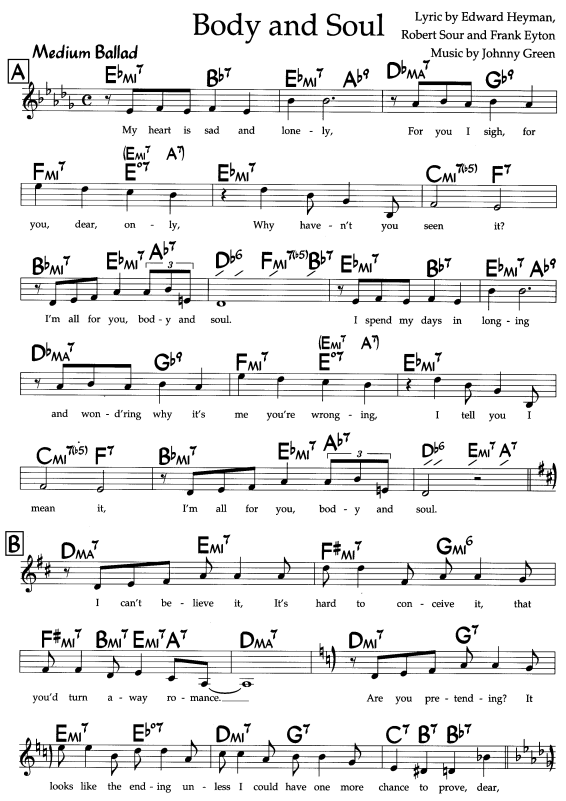 Body and Soul
Lyric by Edward Heyman,
Robert Sour and Frank Eyton
Music by Johnny Green
Medium Ballad
A
E♭MI7 B♭7 E♭MI7 A♭9 D♭MA7 G♭9
My heart is sad and lone - ly, For you I sigh, for
(EMI7 A7)
FMI7 E°7 E♭MI7 CMI7(♭5) F7
you, dear, on - ly, Why have - n't you seen it?
B♭MI7 E♭MI7 A♭7 D♭6 FMI7(♭5) B♭7 E♭MI7 B♭7 E♭MI7 A♭9
3
I'm all for you, bod - y and soul. I spend my days in long - ing
(EMI7 A7)
D♭MA7 G♭9 FMI7 E°7 E♭MI7
and won - d'ring why it's me you're wrong - ing, I tell you I
CMI7(♭5) F7 B♭MI7 E♭MI7 A♭7 D♭6 EMI7 A7
3
mean it, I'm all for you, bod - y and soul.
B
DMA7 EMI7 F#MI7 GMI6
I can't be - lieve it, It's hard to con - ceive it, that
F#MI7 BMI7 EMI7 A7 DMA7 DMI7 G7
you'd turn a - way ro - mance. Are you pre - tend - ing? It
EMI7 E♭°7 DMI7 G7 C7 B7 B♭7
looks like the end - ing un - less I could have one more chance to prove, dear,